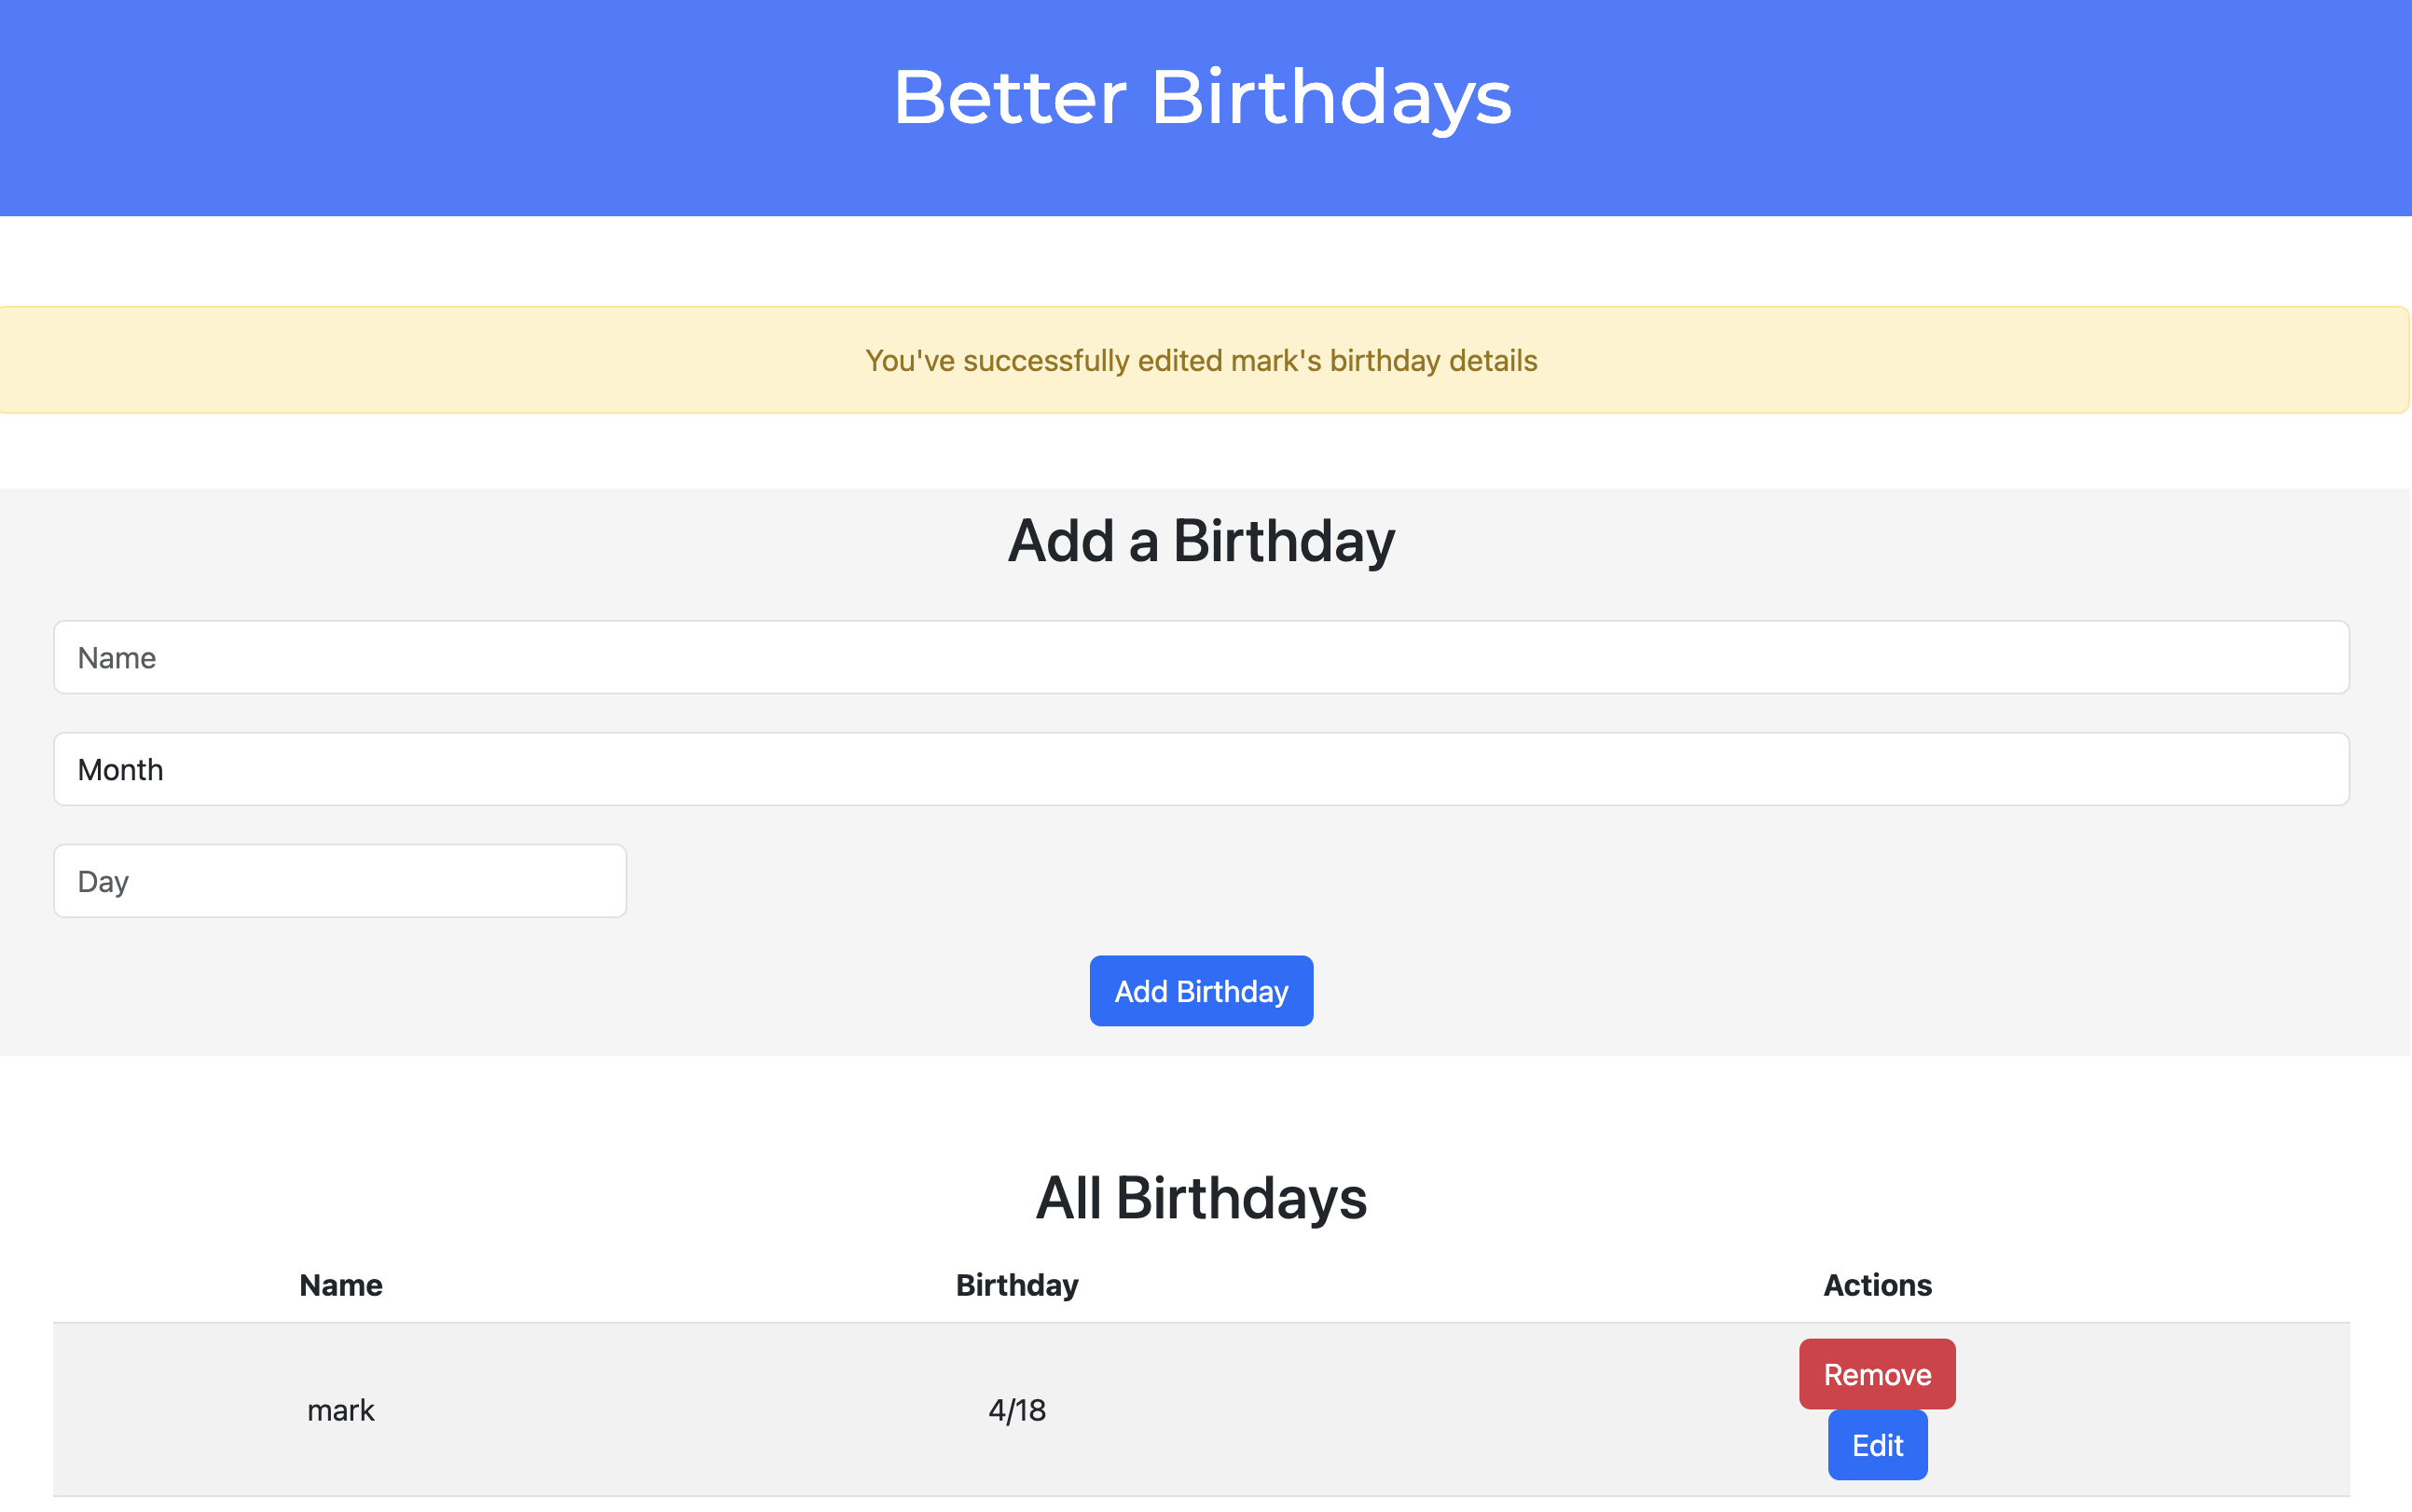 Better Birthdays
You've successfully edited mark's birthday details
Add a Birthday
Name
Month
Day
Add Birthday
All Birthdays
Name Birthday Actions
mark 4/18 Remove
Edit